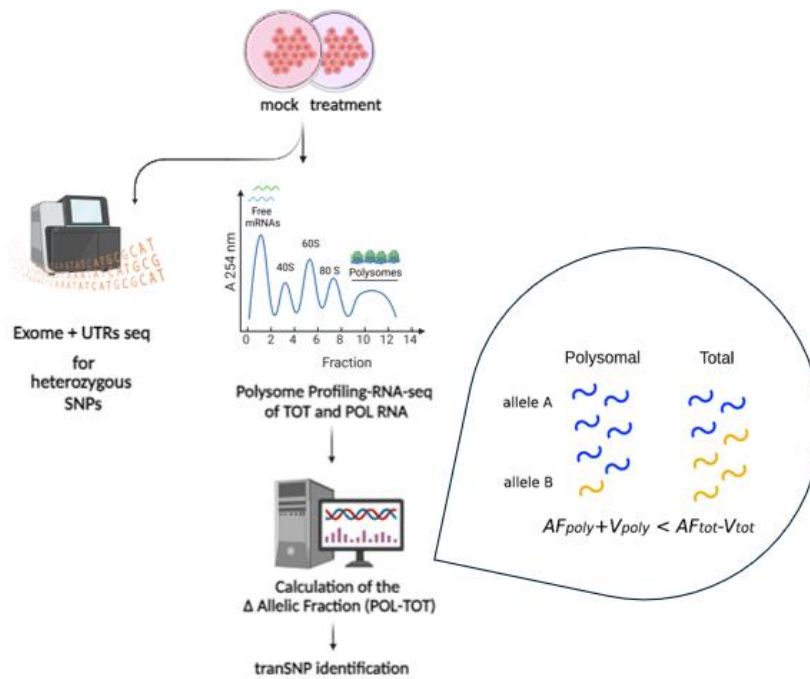 mock treatment
Free
mRNAs
40S
60S
80 S
Polysomes
A 254 nm
0 2 4 6 8 10 12 14
Fraction
Exome + UTRs seq
for
heterozygous
SNPs
Polysome Profiling-RNA-seq
of TOT and POL RNA
Calculation of the
Δ Allelic Fraction (POL-TOT)
tranSNP identification
Polysomal Total
allele A
allele B
AFpoly+Vpoly < AFtot-Vtot